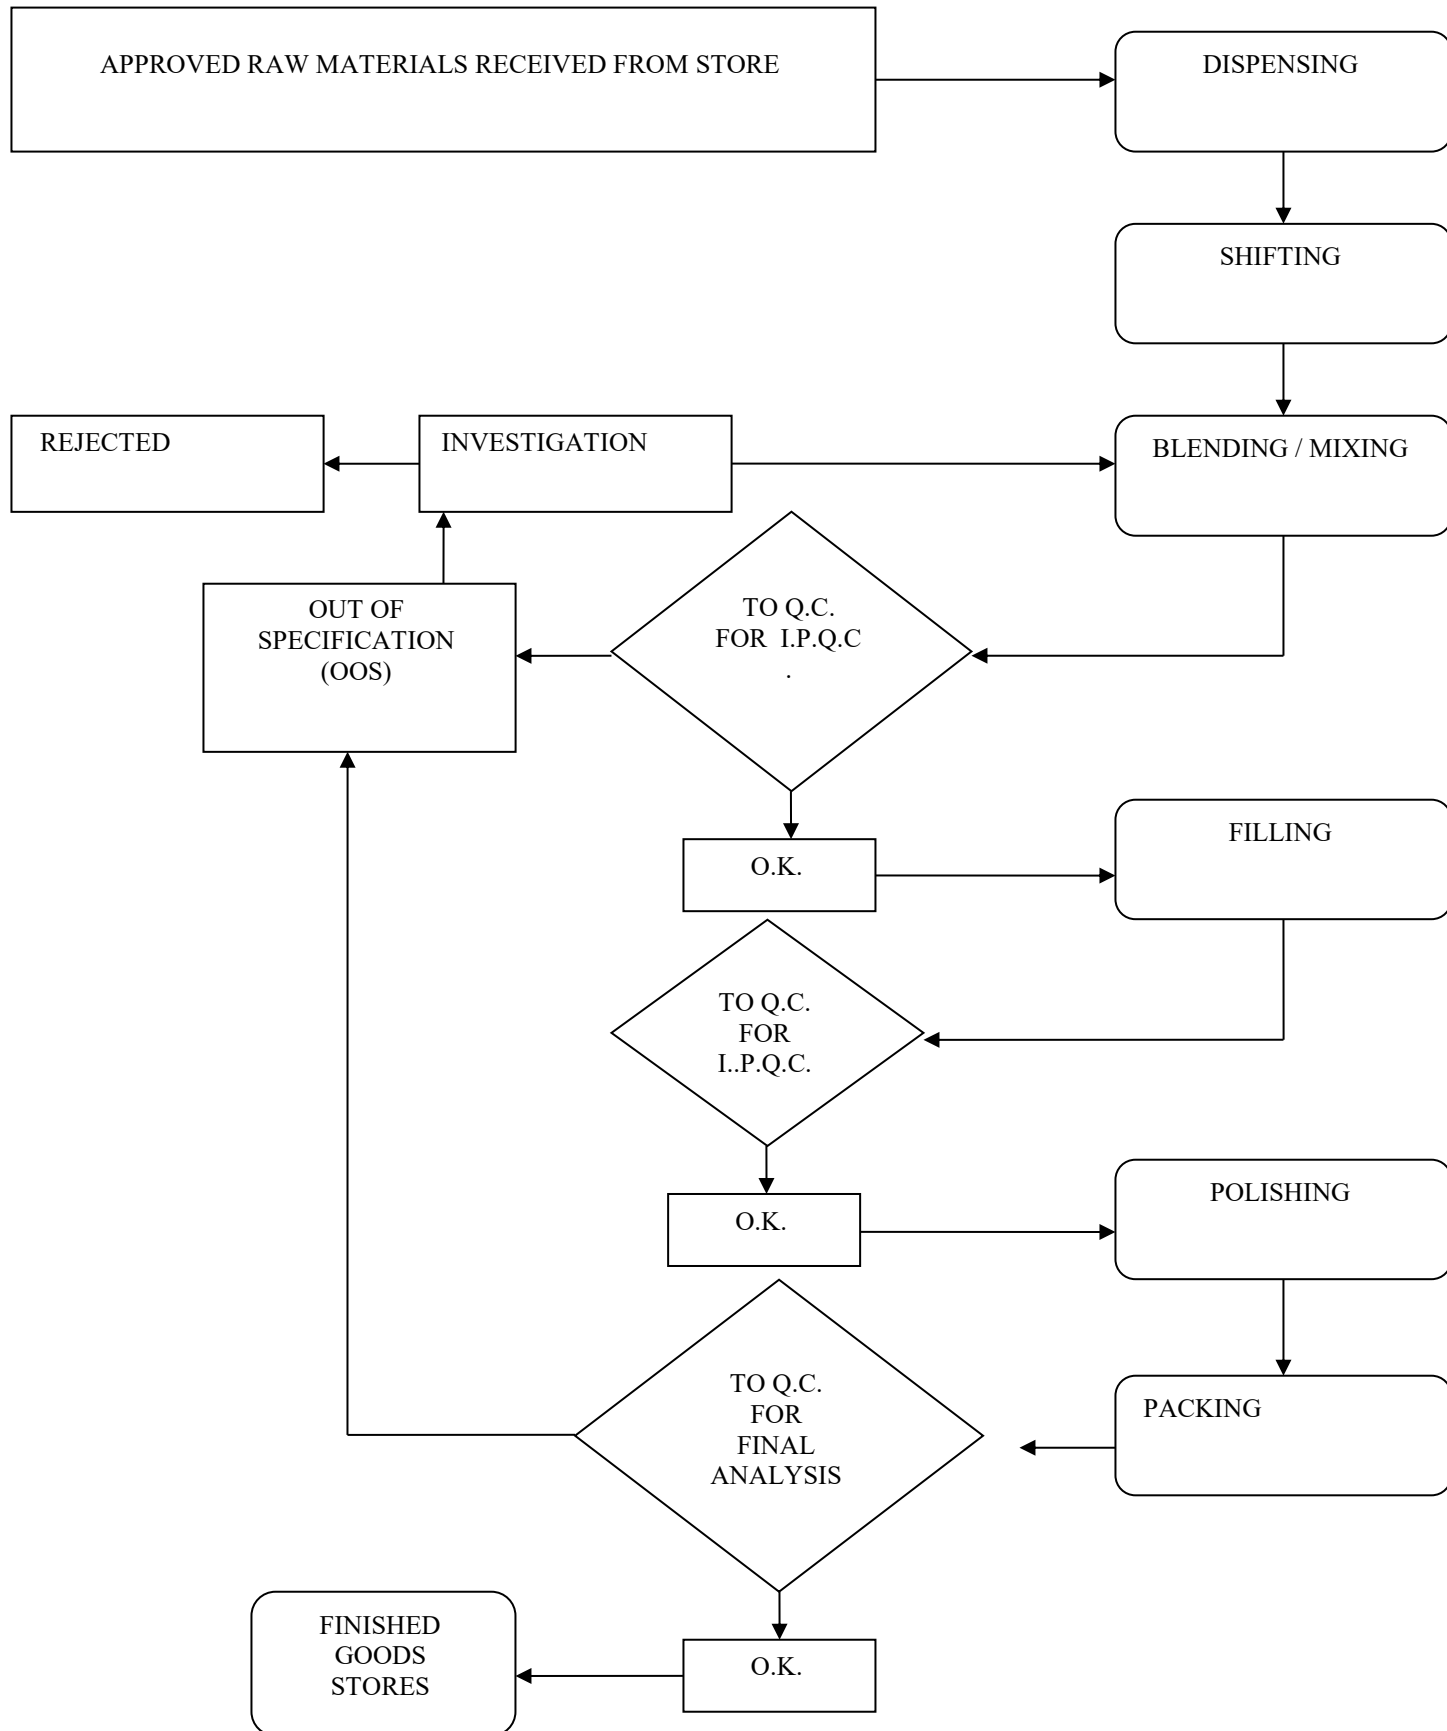 APPROVED RAW MATERIALS RECEIVED FROM STORE
DISPENSING
SHIFTING
REJECTED
INVESTIGATION
BLENDING / MIXING
OUT OF
SPECIFICATION
(OOS)
TO Q.C.
FOR I.P.Q.C
.
O.K.
FILLING
TO Q.C.
FOR
I..P.Q.C.
O.K.
POLISHING
TO Q.C.
FOR
FINAL
ANALYSIS
PACKING
FINISHED
GOODS
STORES
O.K.